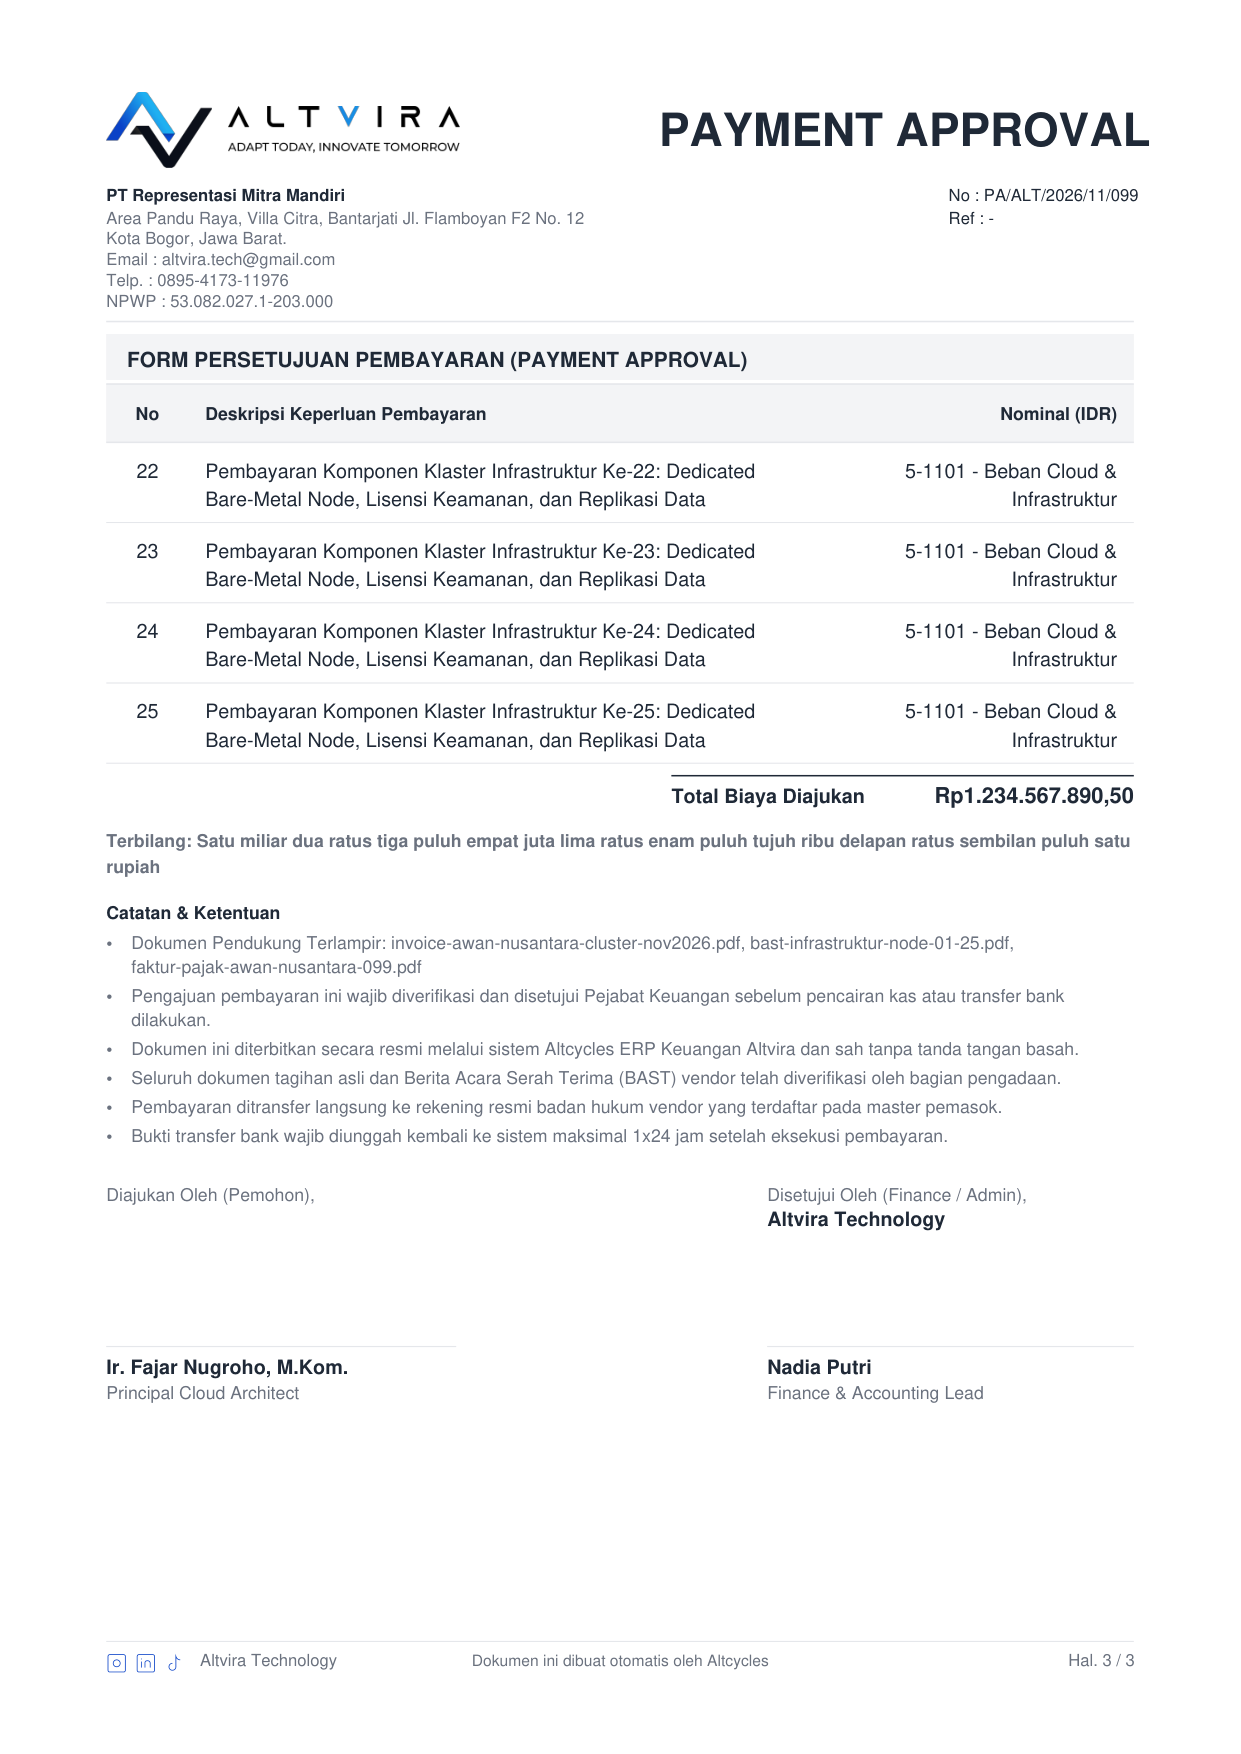 ALTVIRA
ADAPT TODAY, INNOVATE TOMORROW
PAYMENT APPROVAL
PT Representasi Mitra Mandiri
Area Pandu Raya, Villa Citra, Bantarjati Jl. Flamboyan F2 No. 12
Kota Bogor, Jawa Barat.
Email : altvira.tech@gmail.com
Telp. : 0895-4173-11976
NPWP : 53.082.027.1-203.000
No : PA/ALT/2026/11/099
Ref : -
FORM PERSETUJUAN PEMBAYARAN (PAYMENT APPROVAL)
No Deskripsi Keperluan Pembayaran Nominal (IDR)
22 Pembayaran Komponen Klaster Infrastruktur Ke-22: Dedicated 5-1101 - Beban Cloud &
Bare-Metal Node, Lisensi Keamanan, dan Replikasi Data Infrastruktur
23 Pembayaran Komponen Klaster Infrastruktur Ke-23: Dedicated 5-1101 - Beban Cloud &
Bare-Metal Node, Lisensi Keamanan, dan Replikasi Data Infrastruktur
24 Pembayaran Komponen Klaster Infrastruktur Ke-24: Dedicated 5-1101 - Beban Cloud &
Bare-Metal Node, Lisensi Keamanan, dan Replikasi Data Infrastruktur
25 Pembayaran Komponen Klaster Infrastruktur Ke-25: Dedicated 5-1101 - Beban Cloud &
Bare-Metal Node, Lisensi Keamanan, dan Replikasi Data Infrastruktur
Total Biaya Diajukan Rp1.234.567.890,50
Terbilang: Satu miliar dua ratus tiga puluh empat juta lima ratus enam puluh tujuh ribu delapan ratus sembilan puluh satu
rupiah
Catatan & Ketentuan
• Dokumen Pendukung Terlampir: invoice-awan-nusantara-cluster-nov2026.pdf, bast-infrastruktur-node-01-25.pdf,
faktur-pajak-awan-nusantara-099.pdf
• Pengajuan pembayaran ini wajib diverifikasi dan disetujui Pejabat Keuangan sebelum pencairan kas atau transfer bank
dilakukan.
• Dokumen ini diterbitkan secara resmi melalui sistem Altcycles ERP Keuangan Altvira dan sah tanpa tanda tangan basah.
• Seluruh dokumen tagihan asli dan Berita Acara Serah Terima (BAST) vendor telah diverifikasi oleh bagian pengadaan.
• Pembayaran ditransfer langsung ke rekening resmi badan hukum vendor yang terdaftar pada master pemasok.
• Bukti transfer bank wajib diunggah kembali ke sistem maksimal 1x24 jam setelah eksekusi pembayaran.
Diajukan Oleh (Pemohon),
Disetujui Oleh (Finance / Admin),
Altvira Technology
Ir. Fajar Nugroho, M.Kom.
Principal Cloud Architect
Nadia Putri
Finance & Accounting Lead
Altvira Technology Dokumen ini dibuat otomatis oleh Altcycles Hal. 3 / 3